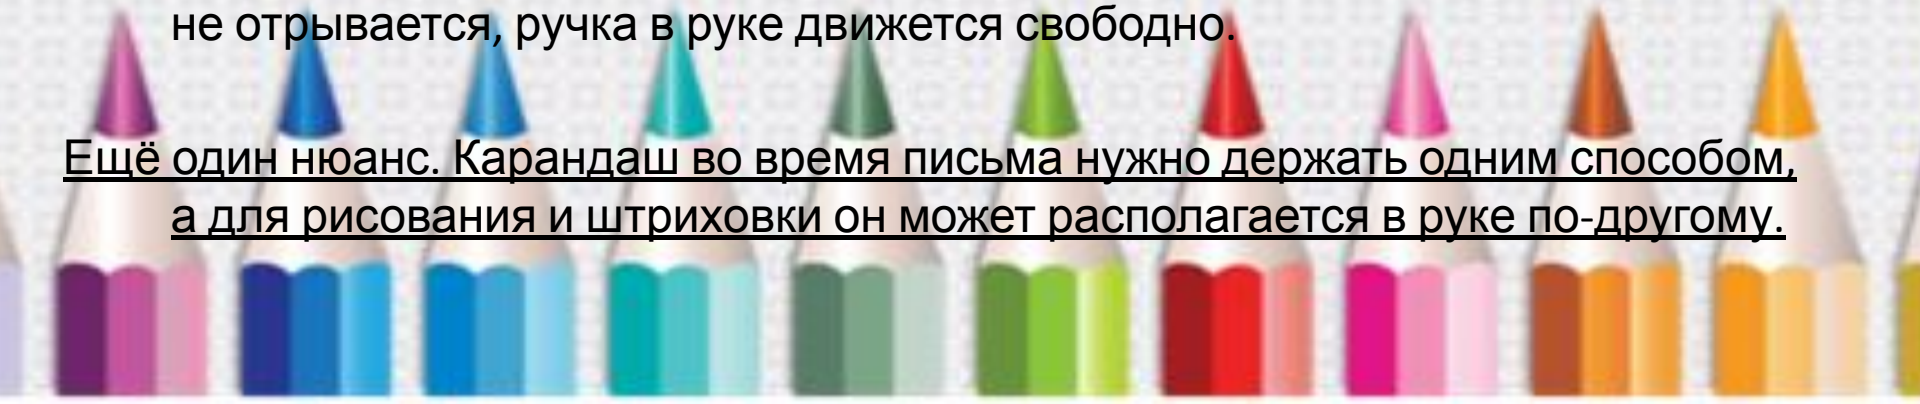 не отрывается, ручка в руке движется свободно.
Ещё один нюанс. Карандаш во время письма нужно держать одним способом,
а для рисования и штриховки он может располагается в руке по-другому.